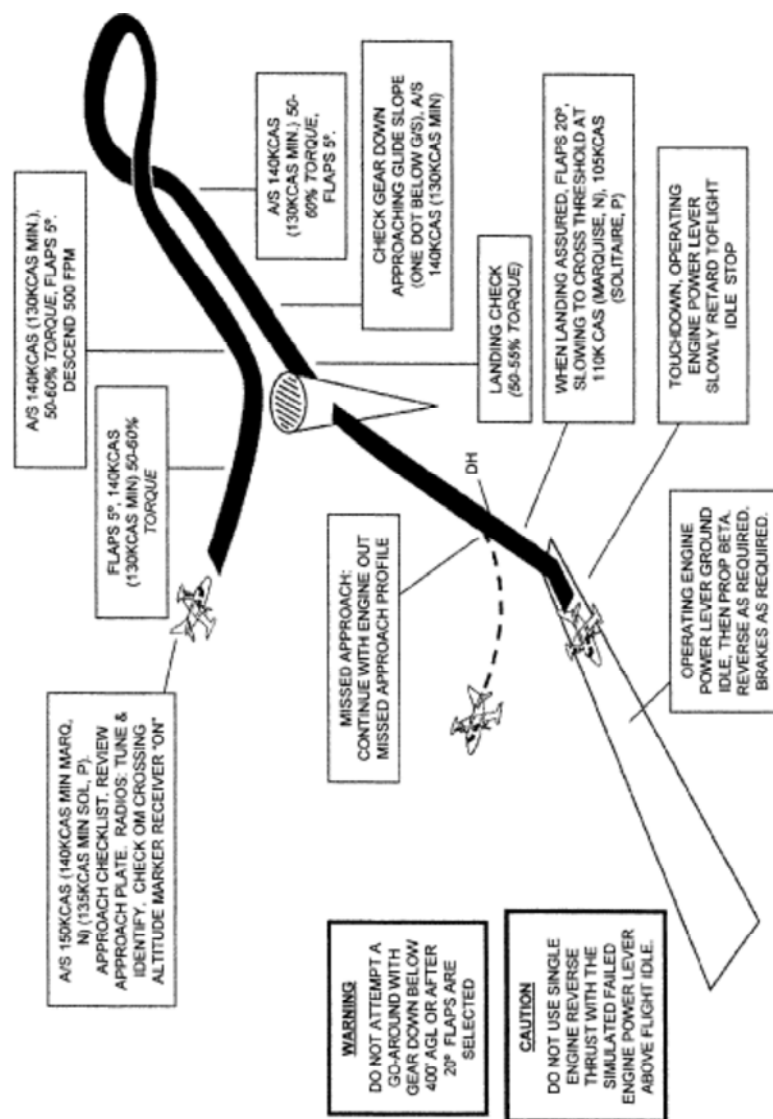 A/S 150KCAS (140KCAS MIN MARQ,
N) (135KCAS MIN SOL, P).
APPROACH CHECKLIST. REVIEW
APPROACH PLATE. RADIOS: TUNE &
IDENTIFY. CHECK OM CROSSING
ALTITUDE MARKER RECEIVER "ON"
FLAPS 5º, 140KCAS
(130KCAS MIN) 50-60%
TORQUE
A/S 140KCAS (130KCAS MIN.),
50-60% TORQUE, FLAPS 5º.
DESCEND 500 FPM
A/S 140KCAS
(130KCAS MIN.) 50-
60% TORQUE,
FLAPS 5º.
CHECK GEAR DOWN
APPROACHING GLIDE SLOPE
(ONE DOT BELOW G/S), A/S
140KCAS (130KCAS MIN)
LANDING CHECK
(50-55% TORQUE)
MISSED APPROACH:
CONTINUE WITH ENGINE OUT
MISSED APPROACH PROFILE
DH
WHEN LANDING ASSURED, FLAPS 20º,
SLOWING TO CROSS THRESHOLD AT
110K CAS (MARQUISE, N), 105KCAS
(SOLITAIRE, P)
TOUCHDOWN, OPERATING
ENGINE POWER LEVER
SLOWLY RETARD TOFLIGHT
IDLE STOP
OPERATING ENGINE
POWER LEVER GROUND
IDLE, THEN PROP BETA.
REVERSE AS REQUIRED.
BRAKES AS REQUIRED.
WARNING
DO NOT ATTEMPT A
GO-AROUND WITH
GEAR DOWN BELOW
400' AGL OR AFTER
20º FLAPS ARE
SELECTED
CAUTION
DO NOT USE SINGLE
ENGINE REVERSE
THRUST WITH THE
SIMULATED FAILED
ENGINE POWER LEVER
ABOVE FLIGHT IDLE.